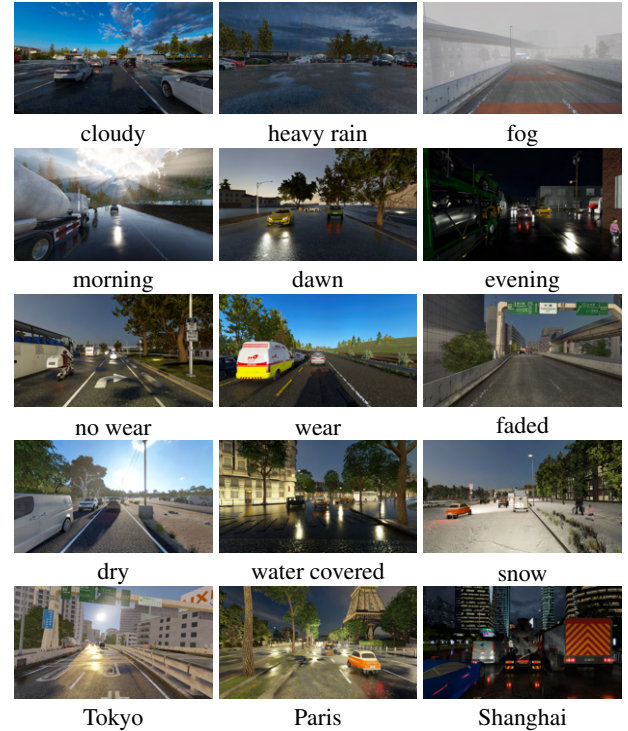 cloudy heavy rain fog
morning dawn evening
no wear wear faded
dry water covered snow
Tokyo Paris Shanghai